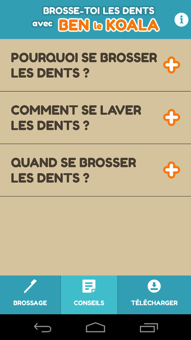 BROSSE-TOI LES DENTS
avec BEN le KOALA
i
POURQUOI SE BROSSER
LES DENTS ?
COMMENT SE LAVER
LES DENTS ?
QUAND SE BROSSER
LES DENTS ?
BROSSAGE CONSEILS TÉLÉCHARGER